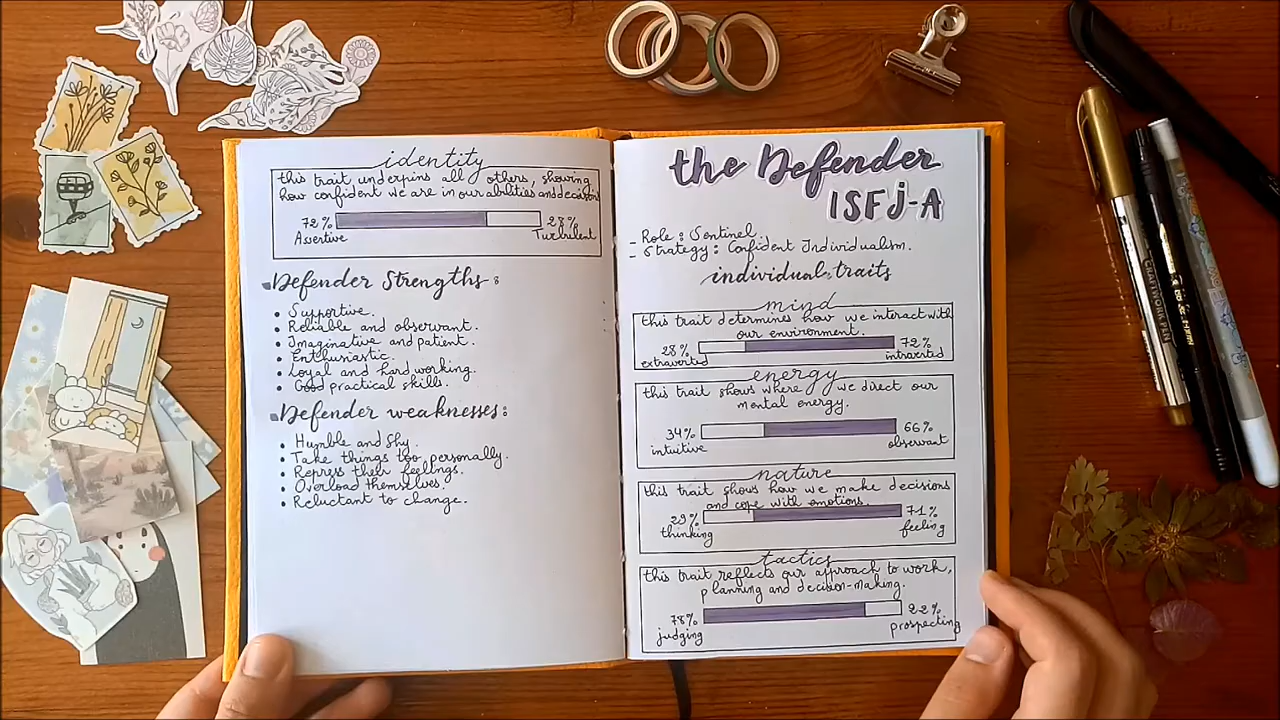 identity
this trait underpins all others, showing
how confident we are in our abilities and decisions
72% 28%
Assertive Turbulent
Defender Strengths:
• Supportive.
• Reliable and observant.
• Imaginative and patient.
• Enthusiastic.
• Loyal and hard working.
• Good practical skills.
Defender weaknesses:
• Humble and Shy.
• Take things too personally.
• Repress their feelings.
• Overload themselves
• Reluctant to change.
the Defender
ISFJ-A
- Role: Sentinel.
- Strategy: Confident Individualism.
individual traits
mind
this trait determines how we interact with
our environment.
28% 72%
extraverted introverted
energy
this trait shows where we direct our
mental energy.
34% 66%
intuitive observant
nature
this trait shows how we make decisions
and cope with emotions.
29% 71%
thinking feeling
tactics
this trait reflects our approach to work,
planning and decision-making.
78% 22%
judging prospecting
CRAFTWORK PEN